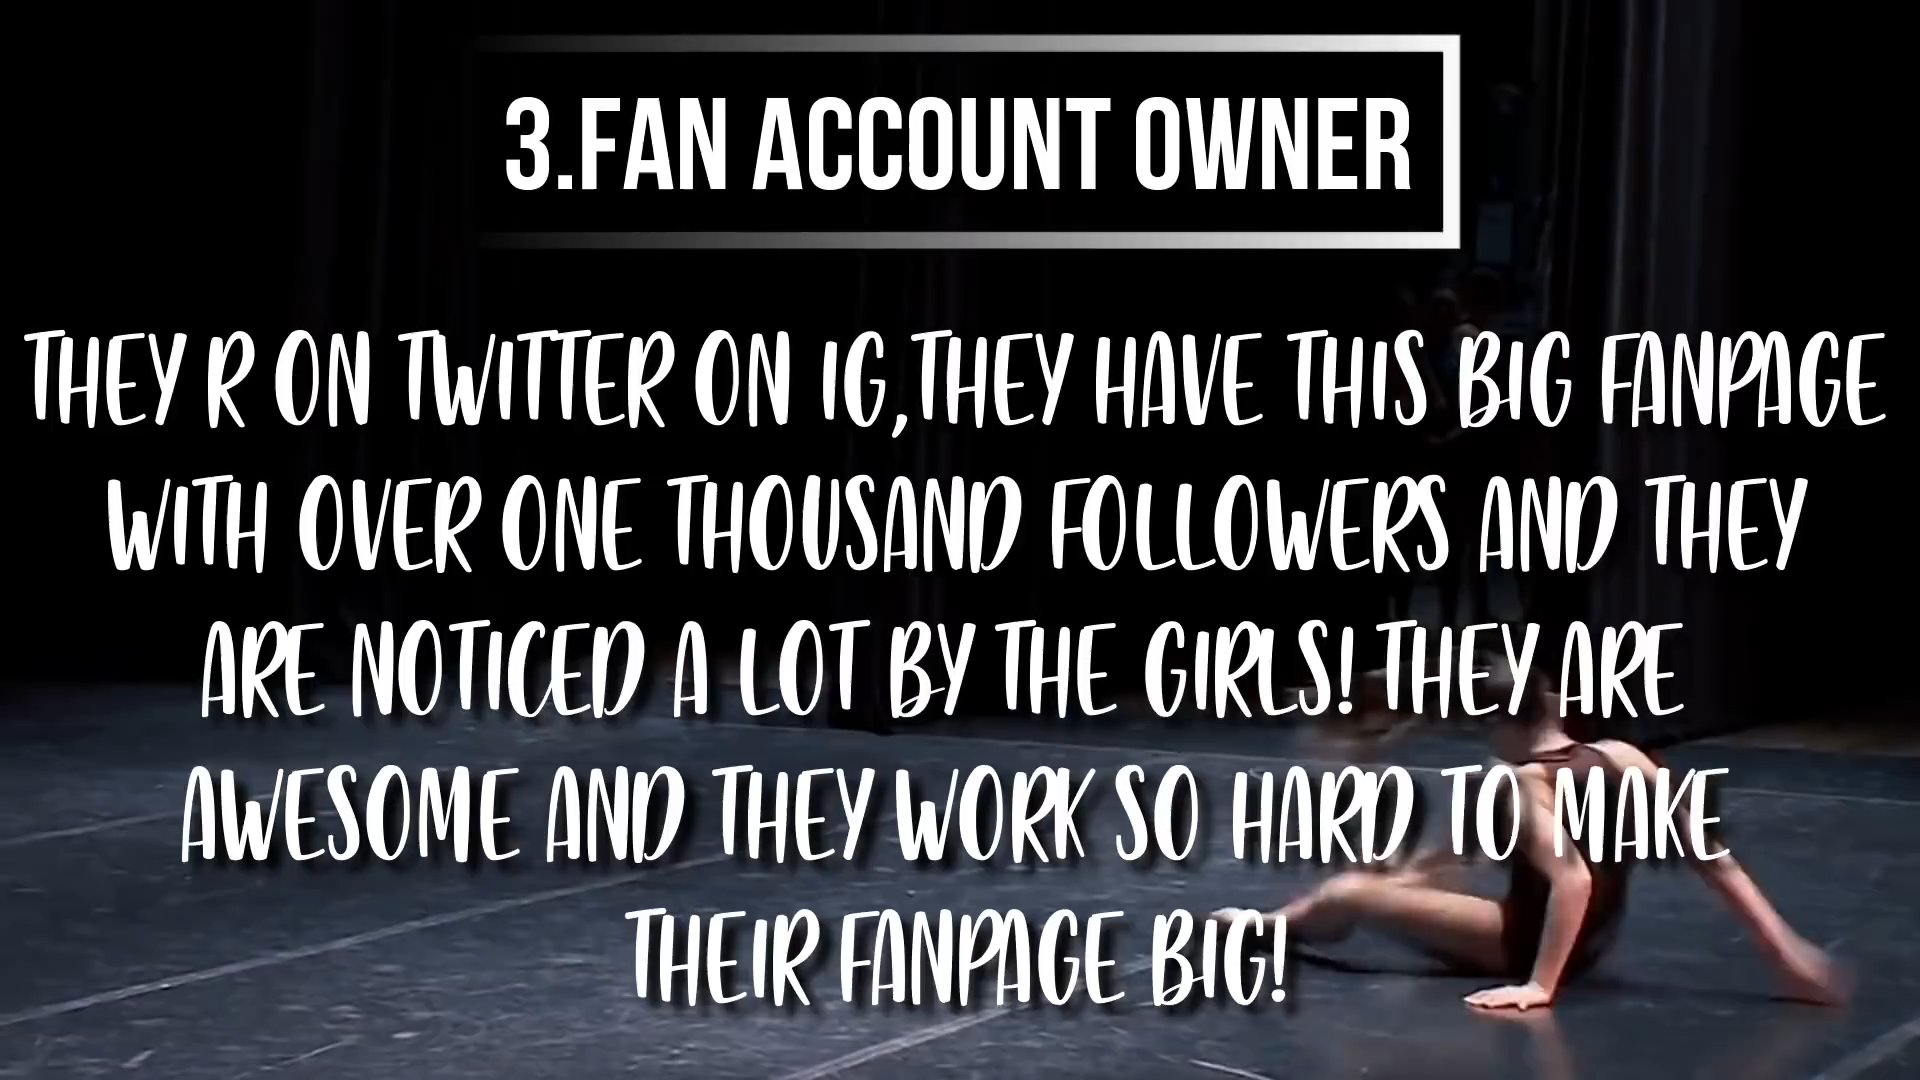 3.FAN ACCOUNT OWNER
THEY R ON TWITTER ON IG,THEY HAVE THIS BIG FANPAGE
WITH OVER ONE THOUSAND FOLLOWERS AND THEY
ARE NOTICED A LOT BY THE GIRLS! THEY ARE
AWESOME AND THEY WORK SO HARD TO MAKE
THEIR FANPAGE BIG!